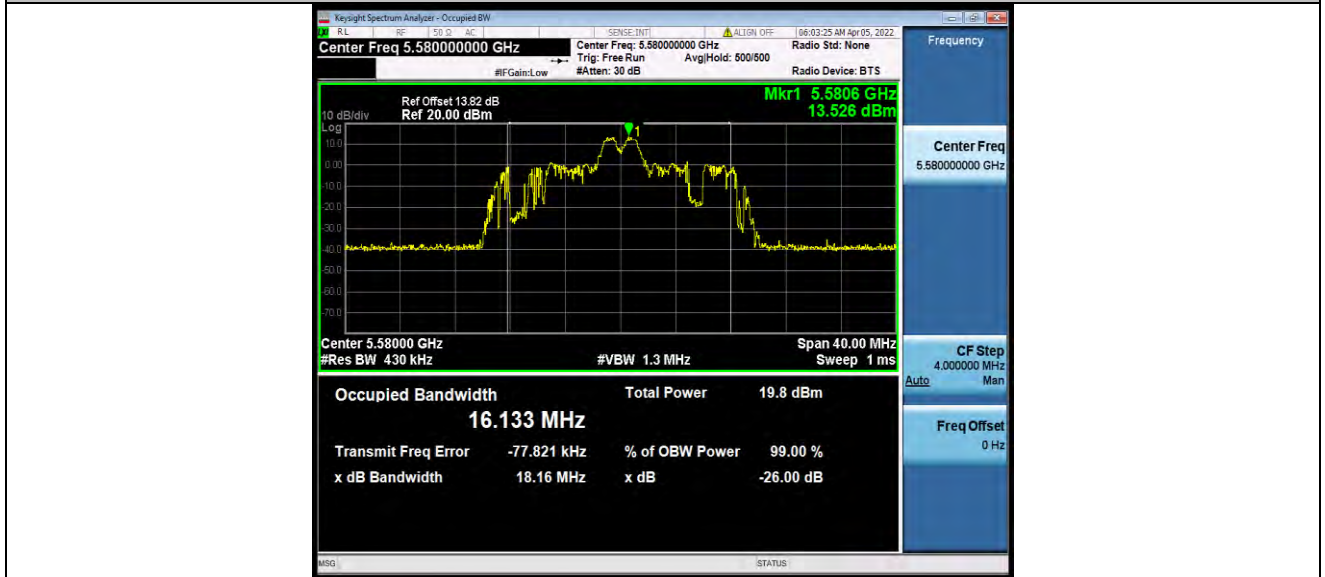 Keysight Spectrum Analyzer - Occupied BW
RL RF 50 Ω AC SENSE:INT ALIGN OFF 06:03:25 AM Apr 05, 2022
Center Freq 5.580000000 GHz
Center Freq: 5.580000000 GHz
Radio Std: None
Trig: Free Run Avg|Hold: 500/500
#IFGain:Low
#Atten: 30 dB
Radio Device: BTS
Frequency
Mkr1 5.5806 GHz
13.526 dBm
Ref Offset 13.82 dB
10 dB/div Ref 20.00 dBm
Log
1
10.0
0.00
-10.0
-20.0
-30.0
-40.0
-50.0
-60.0
-70.0
Center 5.58000 GHz
Span 40.00 MHz
#Res BW 430 kHz
#VBW 1.3 MHz
Sweep 1 ms
Center Freq
5.580000000 GHz
CF Step
4.000000 MHz
Auto Man
Freq Offset
0 Hz
Occupied Bandwidth
Total Power 19.8 dBm
16.133 MHz
Transmit Freq Error -77.821 kHz % of OBW Power 99.00 %
x dB Bandwidth 18.16 MHz x dB -26.00 dB
MSG
STATUS